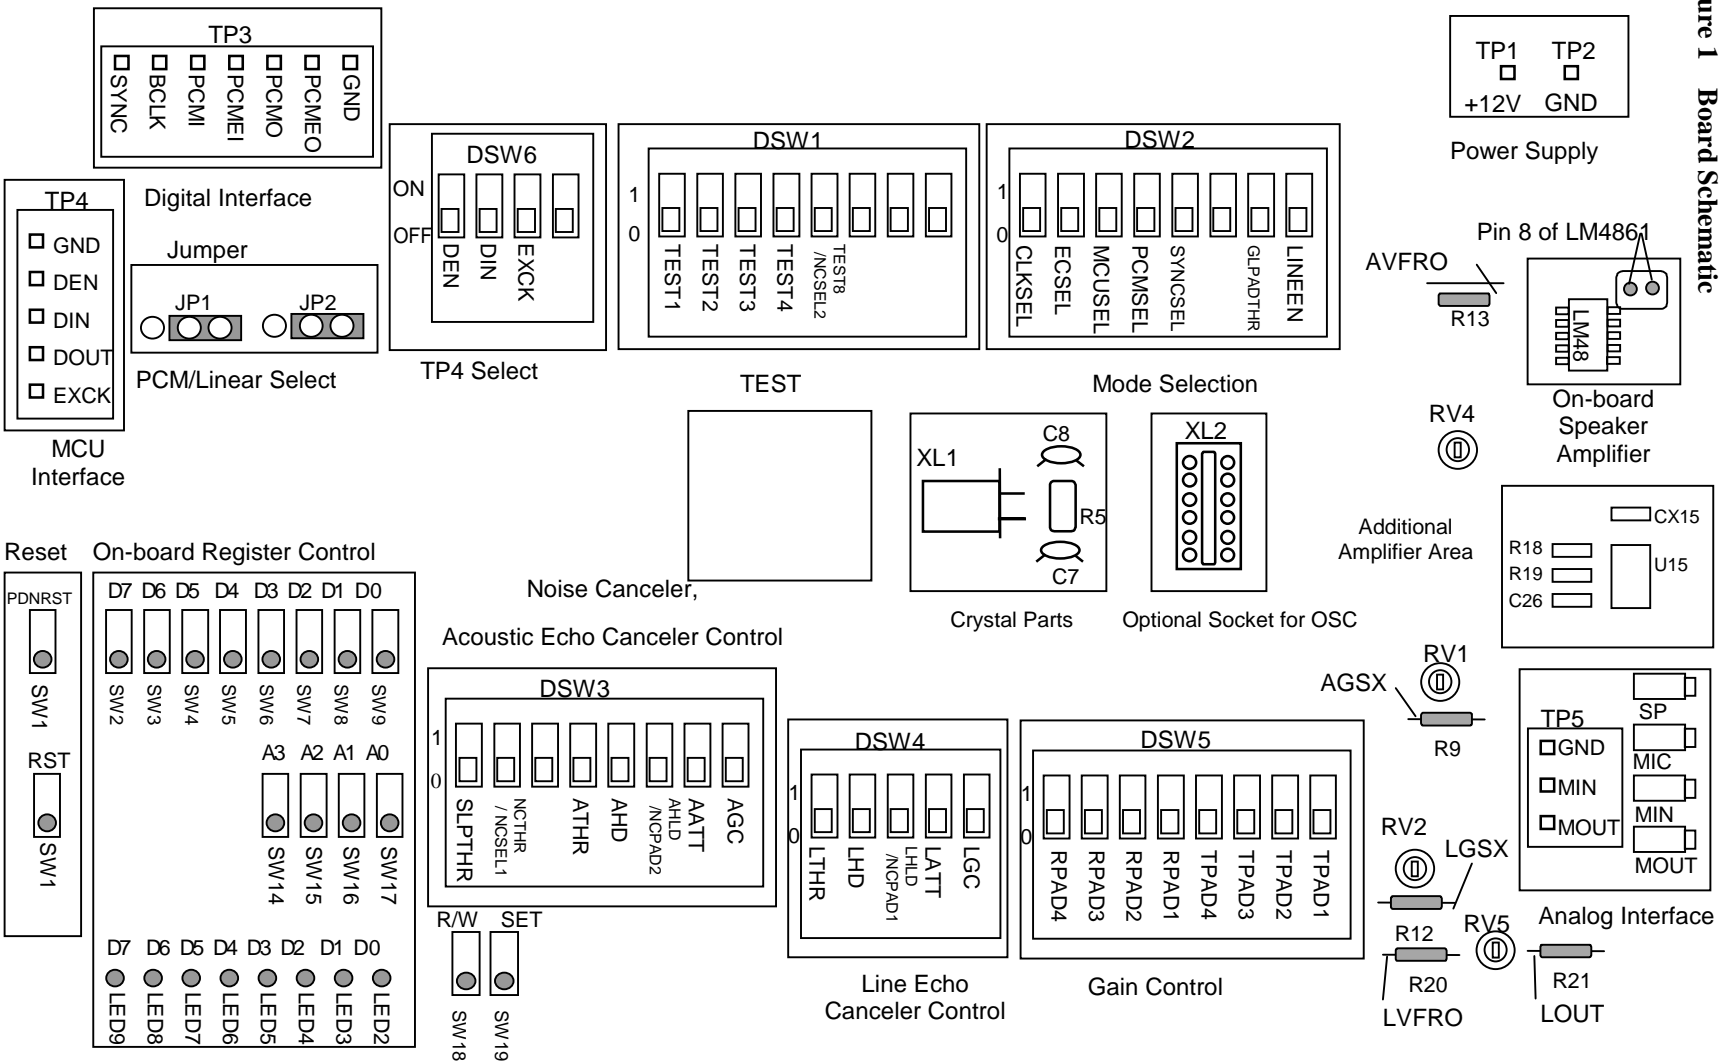 ure 1 Board Schematic
TP3
SYNC
BCLK
PCMI
PCMEI
PCMO
PCMEO
GND
Digital Interface
TP4
GND
DEN
DIN
DOUT
EXCK
MCU
Interface
Jumper
JP1
JP2
PCM/Linear Select
DSW6
ON
OFF
DEN
DIN
EXCK
TP4 Select
DSW1
1
0
TEST1
TEST2
TEST3
TEST4
TEST8
/NCSEL2
TEST
DSW2
1
0
CLKSEL
ECSEL
MCUSEL
PCMSEL
SYNCSEL
GLPADTHR
LINEEN
Mode Selection
TP1
TP2
+12V
GND
Power Supply
Pin 8 of LM4861
AVFRO
R13
LM48
On-board
Speaker
Amplifier
RV4
XL1
C8
R5
C7
Crystal Parts
XL2
Optional Socket for OSC
Additional
Amplifier Area
CX15
R18
R19
C26
U15
Reset
PDNRST
SW1
RST
SW1
On-board Register Control
D7 D6 D5 D4 D3 D2 D1 D0
SW2
SW3
SW4
SW5
SW6
SW7
SW8
SW9
A3 A2 A1 A0
SW14
SW15
SW16
SW17
D7 D6 D5 D4 D3 D2 D1 D0
LED9
LED8
LED7
LED6
LED5
LED4
LED3
LED2
Noise Canceler,
Acoustic Echo Canceler Control
DSW3
1
0
SLPTHR
NCTHR
/ NCSEL1
ATHR
AHD
AHLD
/NCPAD2
AATT
AGC
R/W
SET
SW18
SW19
DSW4
1
0
LTHR
LHD
LHLD
/NCPAD1
LATT
LGC
Line Echo
Canceler Control
DSW5
1
0
RPAD4
RPAD3
RPAD2
RPAD1
TPAD4
TPAD3
TPAD2
TPAD1
Gain Control
RV1
AGSX
R9
RV2
LGSX
R12
RV5
R20
LVFRO
R21
LOUT
TP5
GND
MIN
MOUT
SP
MIC
MIN
MOUT
Analog Interface